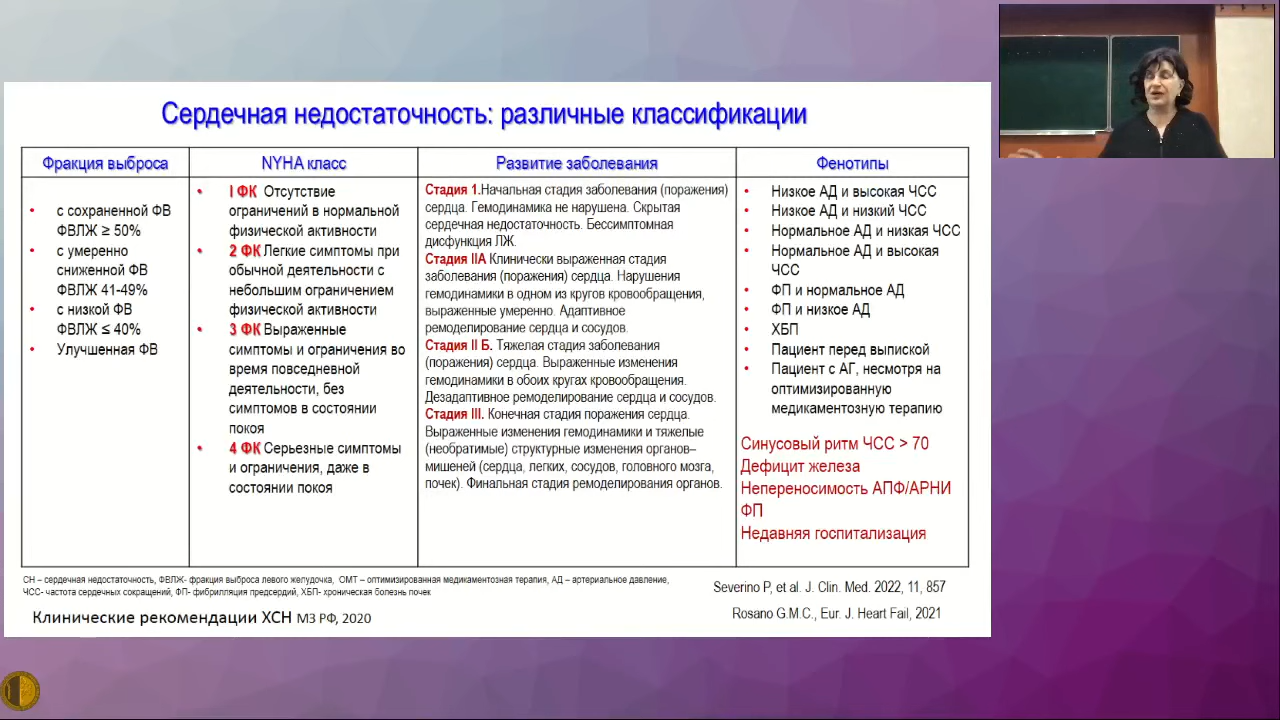 Сердечная недостаточность: различные классификации
Фракция выброса
• с сохраненной ФВ
ФВЛЖ ≥ 50%
• с умеренно
сниженной ФВ
ФВЛЖ 41-49%
• с низкой ФВ
ФВЛЖ ≤ 40%
• Улучшенная ФВ
NYHA класс
• I ФК Отсутствие
ограничений в нормальной
физической активности
• 2 ФК Легкие симптомы при
обычной деятельности с
небольшим ограничением
физической активности
• 3 ФК Выраженные
симптомы и ограничения во
время повседневной
деятельности, без
симптомов в состоянии
покоя
• 4 ФК Серьезные симптомы
и ограничения, даже в
состоянии покоя
Развитие заболевания
Стадия 1.Начальная стадия заболевания (поражения)
сердца. Гемодинамика не нарушена. Скрытая
сердечная недостаточность. Бессимптомная
дисфункция ЛЖ.
Стадия IIА Клинически выраженная стадия
заболевания (поражения) сердца. Нарушения
гемодинамики в одном из кругов кровообращения,
выраженные умеренно. Адаптивное
ремоделирование сердца и сосудов.
Стадия II Б. Тяжелая стадия заболевания
(поражения) сердца. Выраженные изменения
гемодинамики в обоих кругах кровообращения.
Дезадаптивное ремоделирование сердца и сосудов.
Стадия III. Конечная стадия поражения сердца.
Выраженные изменения гемодинамики и тяжелые
(необратимые) структурные изменения органов–
мишеней (сердца, легких, сосудов, головного мозга,
почек). Финальная стадия ремоделирования органов.
Фенотипы
• Низкое АД и высокая ЧСС
• Низкое АД и низкий ЧСС
• Нормальное АД и низкая ЧСС
• Нормальное АД и высокая
ЧСС
• ФП и нормальное АД
• ФП и низкое АД
• ХБП
• Пациент перед выпиской
• Пациент с АГ, несмотря на
оптимизированную
медикаментозную терапию
Синусовый ритм ЧСС > 70
Дефицит железа
Непереносимость АПФ/АРНИ
ФП
Недавняя госпитализация
СН – сердечная недостаточность, ФВЛЖ- фракция выброса левого желудочка, ОМТ – оптимизированная медикаментозная терапия, АД – артериальное давление,
ЧСС- частота сердечных сокращений, ФП- фибрилляция предсердий, ХБП- хроническая болезнь почек
Клинические рекомендации ХСН МЗ РФ, 2020
Severino P, et al. J. Clin. Med. 2022, 11, 857
Rosano G.M.C., Eur. J. Heart Fail, 2021